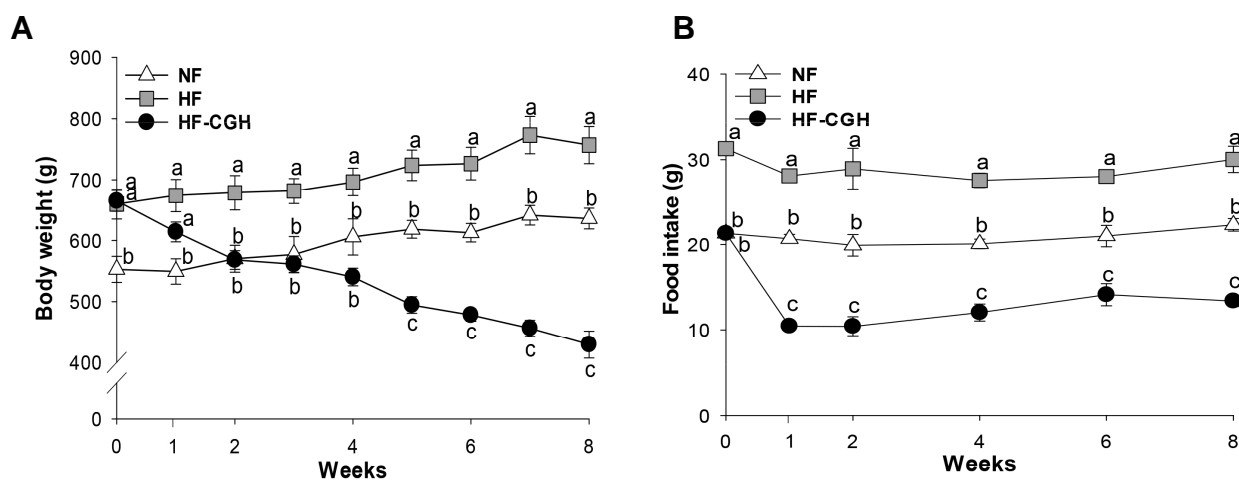 A
Body weight (g)
900
800
700
600
500
400
0
NF
HF
HF-CGH
a a a a a a a a a
a a
b b b b b b b b b
b b b c c c c
0 1 2 3 4 5 6 7 8
Weeks
B
Food intake (g)
40
30
20
10
0
NF
HF
HF-CGH
a a a a a a
b b b b b b
b c c c c c
0 1 2 4 6 8
Weeks